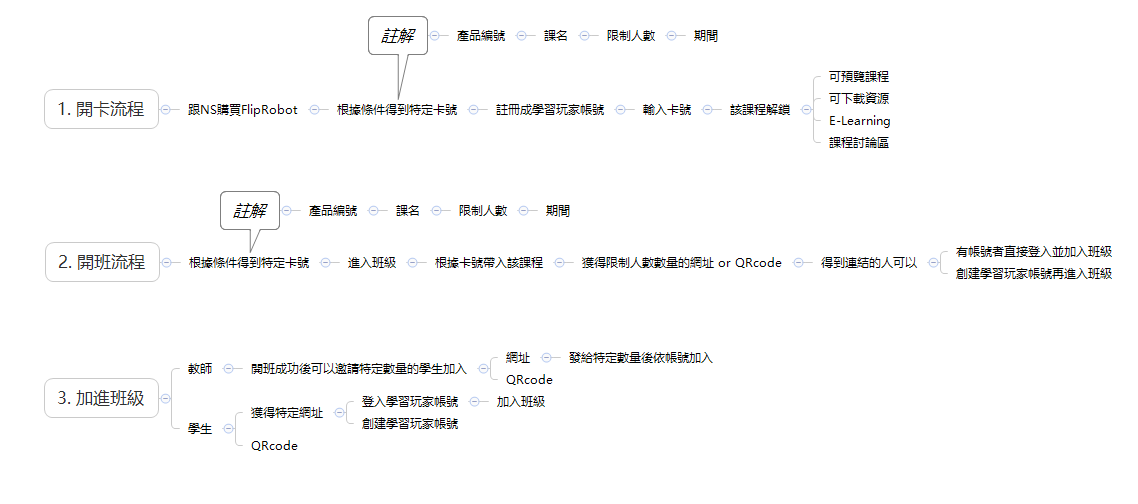 註解 產品編號 課名 限制人數 期間
1. 開卡流程 跟NS購買FlipRobot 根據條件得到特定卡號 註冊成學習玩家帳號 輸入卡號 該課程解鎖
可預覽課程
可下載資源
E-Learning
課程討論區
註解 產品編號 課名 限制人數 期間
2. 開班流程 根據條件得到特定卡號 進入班級 根據卡號帶入該課程 獲得限制人數數量的網址 or QRcode 得到連結的人可以
有帳號者直接登入並加入班級
創建學習玩家帳號再進入班級
3. 加進班級
教師 開班成功後可以邀請特定數量的學生加入
網址 發給特定數量後依帳號加入
QRcode
學生
獲得特定網址
登入學習玩家帳號 加入班級
創建學習玩家帳號
QRcode